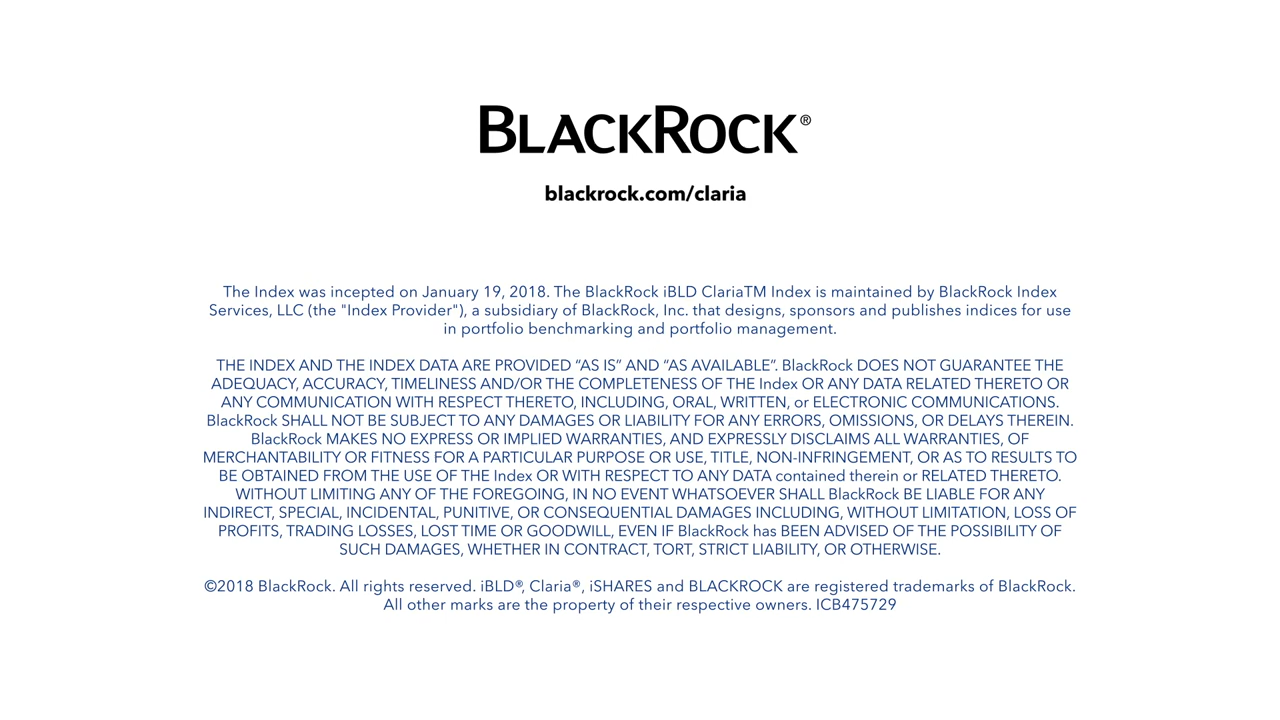 BLACKROCK®
blackrock.com/claria
The Index was incepted on January 19, 2018. The BlackRock iBLD ClariaTM Index is maintained by BlackRock Index
Services, LLC (the "Index Provider"), a subsidiary of BlackRock, Inc. that designs, sponsors and publishes indices for use
in portfolio benchmarking and portfolio management.
THE INDEX AND THE INDEX DATA ARE PROVIDED “AS IS” AND “AS AVAILABLE”. BlackRock DOES NOT GUARANTEE THE
ADEQUACY, ACCURACY, TIMELINESS AND/OR THE COMPLETENESS OF THE Index OR ANY DATA RELATED THERETO OR
ANY COMMUNICATION WITH RESPECT THERETO, INCLUDING, ORAL, WRITTEN, or ELECTRONIC COMMUNICATIONS.
BlackRock SHALL NOT BE SUBJECT TO ANY DAMAGES OR LIABILITY FOR ANY ERRORS, OMISSIONS, OR DELAYS THEREIN.
BlackRock MAKES NO EXPRESS OR IMPLIED WARRANTIES, AND EXPRESSLY DISCLAIMS ALL WARRANTIES, OF
MERCHANTABILITY OR FITNESS FOR A PARTICULAR PURPOSE OR USE, TITLE, NON-INFRINGEMENT, OR AS TO RESULTS TO
BE OBTAINED FROM THE USE OF THE Index OR WITH RESPECT TO ANY DATA contained therein or RELATED THERETO.
WITHOUT LIMITING ANY OF THE FOREGOING, IN NO EVENT WHATSOEVER SHALL BlackRock BE LIABLE FOR ANY
INDIRECT, SPECIAL, INCIDENTAL, PUNITIVE, OR CONSEQUENTIAL DAMAGES INCLUDING, WITHOUT LIMITATION, LOSS OF
PROFITS, TRADING LOSSES, LOST TIME OR GOODWILL, EVEN IF BlackRock has BEEN ADVISED OF THE POSSIBILITY OF
SUCH DAMAGES, WHETHER IN CONTRACT, TORT, STRICT LIABILITY, OR OTHERWISE.
©2018 BlackRock. All rights reserved. iBLD®, Claria®, iSHARES and BLACKROCK are registered trademarks of BlackRock.
All other marks are the property of their respective owners. ICB475729